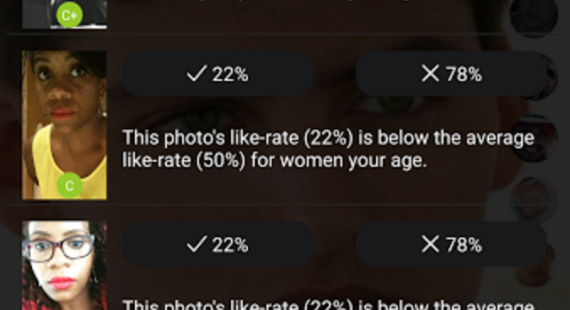 C+
✓ 22% ✕ 78%
This photo's like-rate (22%) is below the average
like-rate (50%) for women your age.
C
✓ 22% ✕ 78%
This photo's like-rate (22%) is below the average